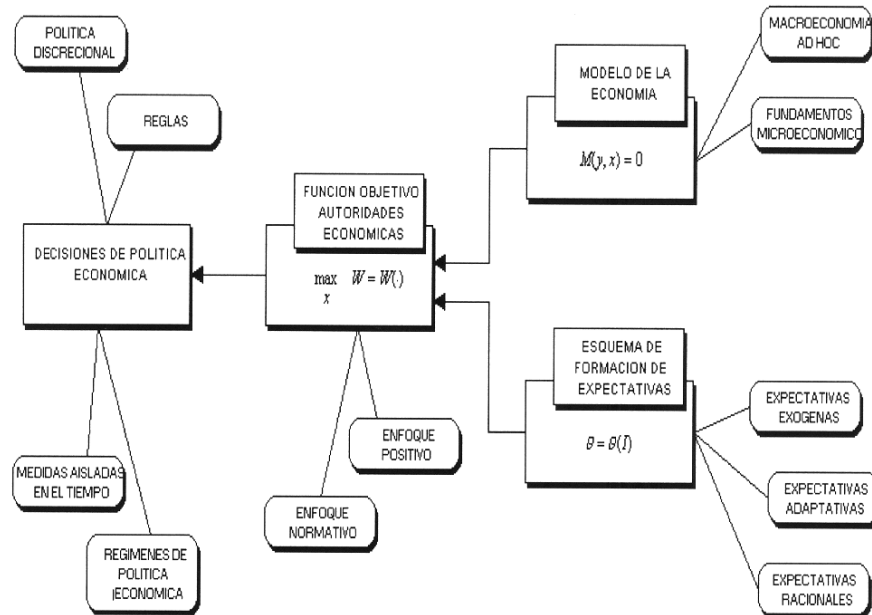 POLITICA
DISCRECIONAL
REGLAS
DECISIONES DE POLITICA
ECONOMICA
MEDIDAS AISLADAS
EN EL TIEMPO
REGIMENES DE
POLITICA
ECONOMICA
FUNCION OBJETIVO
AUTORIDADES
ECONOMICAS
max W = W(.)
x
ENFOQUE
POSITIVO
ENFOQUE
NORMATIVO
MODELO DE LA
ECONOMIA
M(y, x) = 0
MACROECONOMIA
AD HOC
FUNDAMENTOS
MICROECONOMICO
ESQUEMA DE
FORMACION DE
EXPECTATIVAS
θ = θ(I)
EXPECTATIVAS
EXOGENAS
EXPECTATIVAS
ADAPTATIVAS
EXPECTATIVAS
RACIONALES